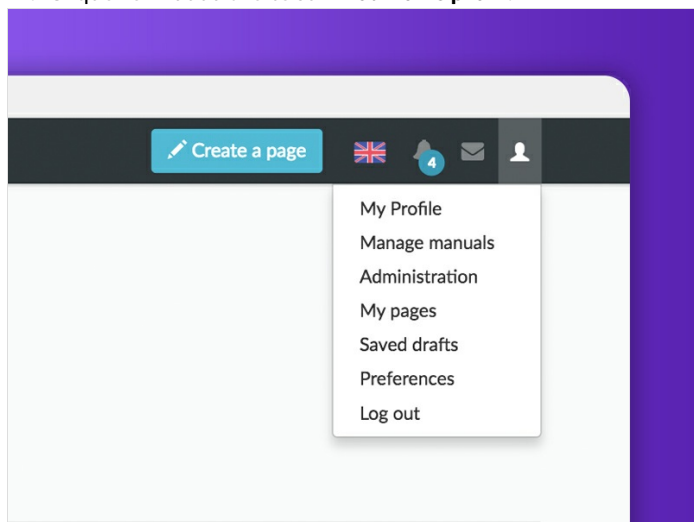 Create a page
4
My Profile
Manage manuals
Administration
My pages
Saved drafts
Preferences
Log out